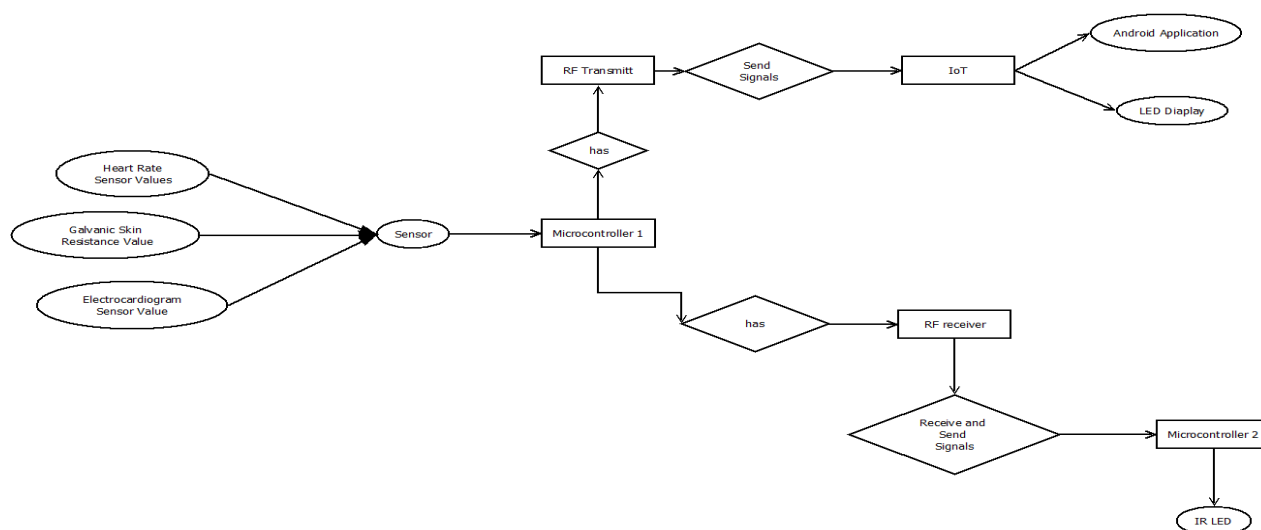 Android Application
RF Transmitt
Send
Signals
IoT
LED Diaplay
has
Heart Rate
Sensor Values
Galvanic Skin
Resistance Value
Sensor
Microcontroller 1
Electrocardiogram
Sensor Value
has
RF receiver
Receive and
Send
Signals
Microcontroller 2
IR LED